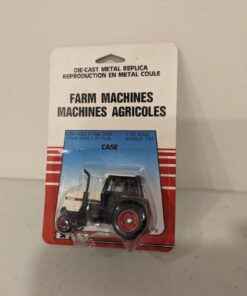 DIE-CAST METAL REPLICA
REPRODUCTION EN METAL COULE
FARM MACHINES
MACHINES AGRICOLES
CASE